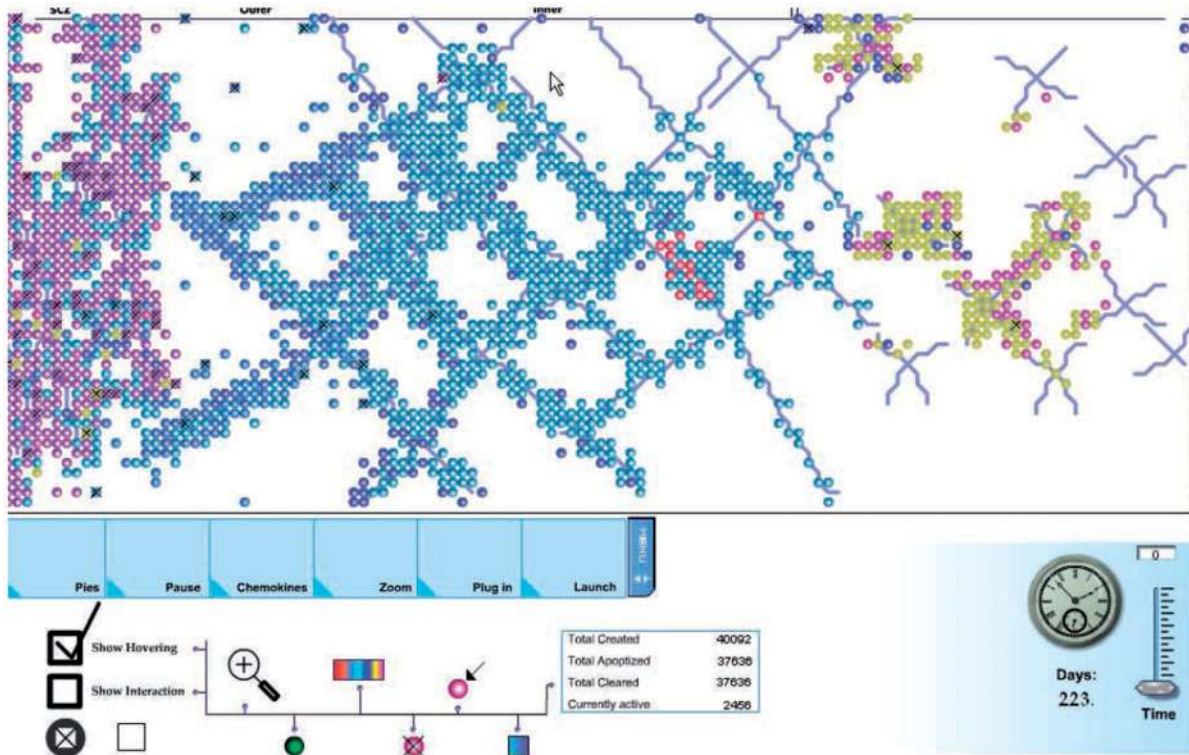 SCZ Outer Inner
Pies Pause Chemokines Zoom Plug in Launch MENU
0
Show Hovering
Show Interaction
Total Created 40092
Total Apoptized 37636
Total Cleared 37636
Currently active 2456
Days:
223.
Time